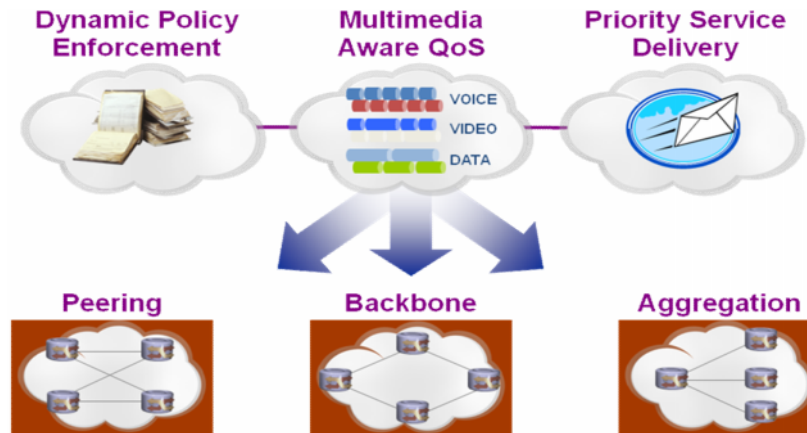 Dynamic Policy
Enforcement
Multimedia
Aware QoS
Priority Service
Delivery
VOICE
VIDEO
DATA
Peering
Backbone
Aggregation